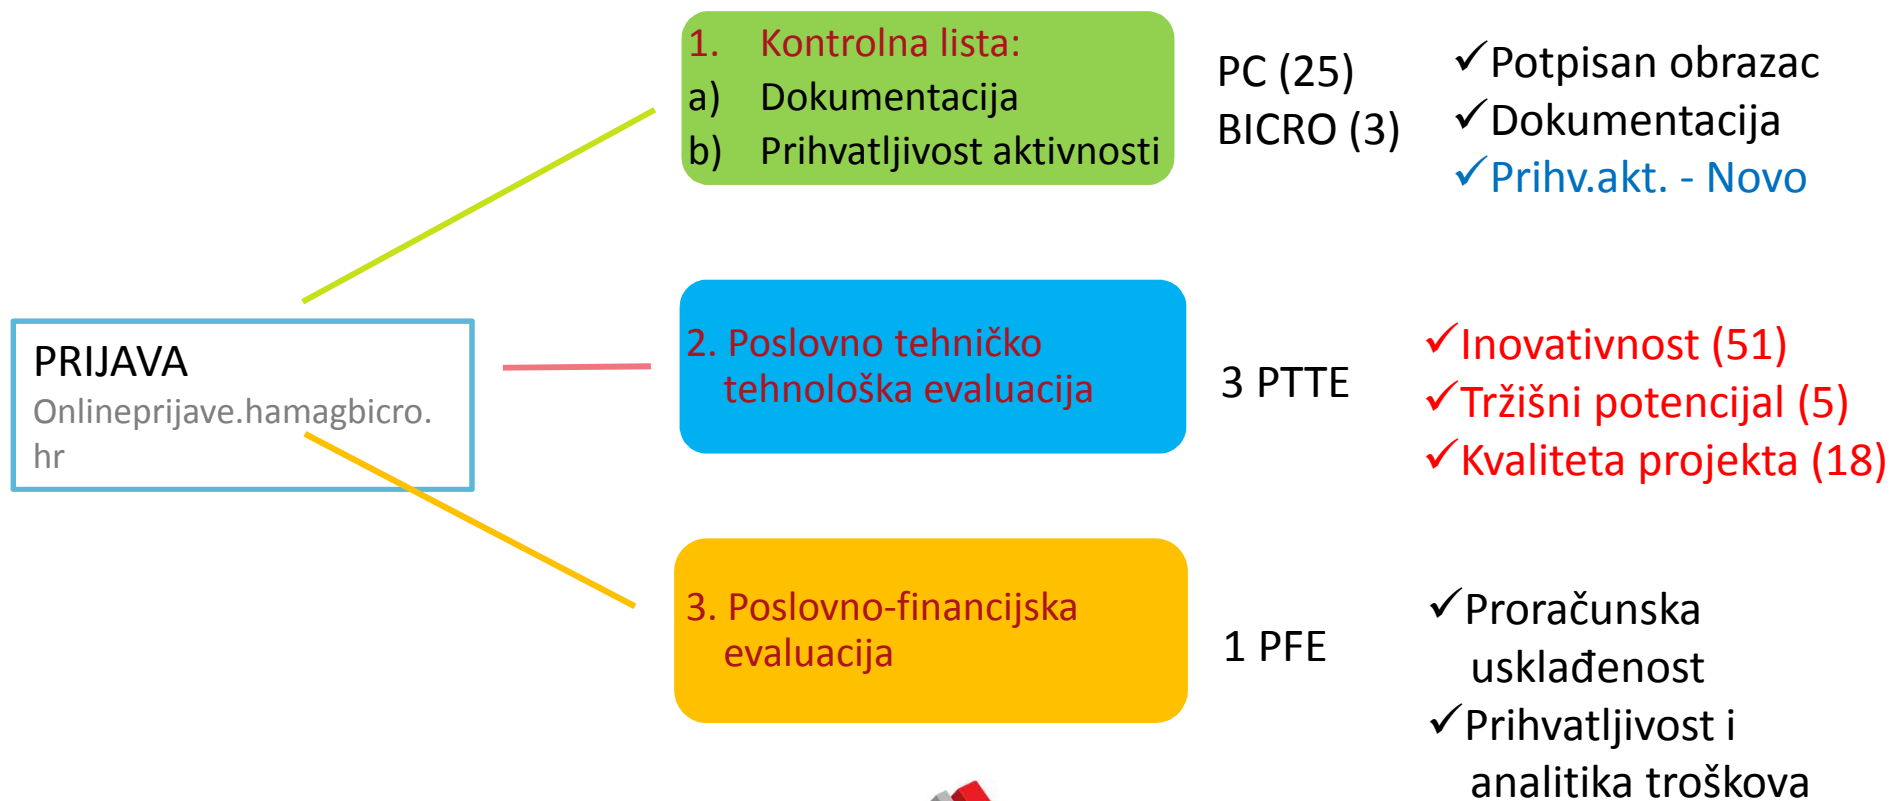 PRIJAVA
Onlineprijave.hamagbicro.
hr
1. Kontrolna lista:
a) Dokumentacija
b) Prihvatljivost aktivnosti
PC (25)
BICRO (3)
✓Potpisan obrazac
✓Dokumentacija
✓Prihv.akt. - Novo
2. Poslovno tehničko
tehnološka evaluacija
3 PTTE
✓Inovativnost (51)
✓Tržišni potencijal (5)
✓Kvaliteta projekta (18)
3. Poslovno-financijska
evaluacija
1 PFE
✓Proračunska
usklađenost
✓Prihvatljivost i
analitika troškova